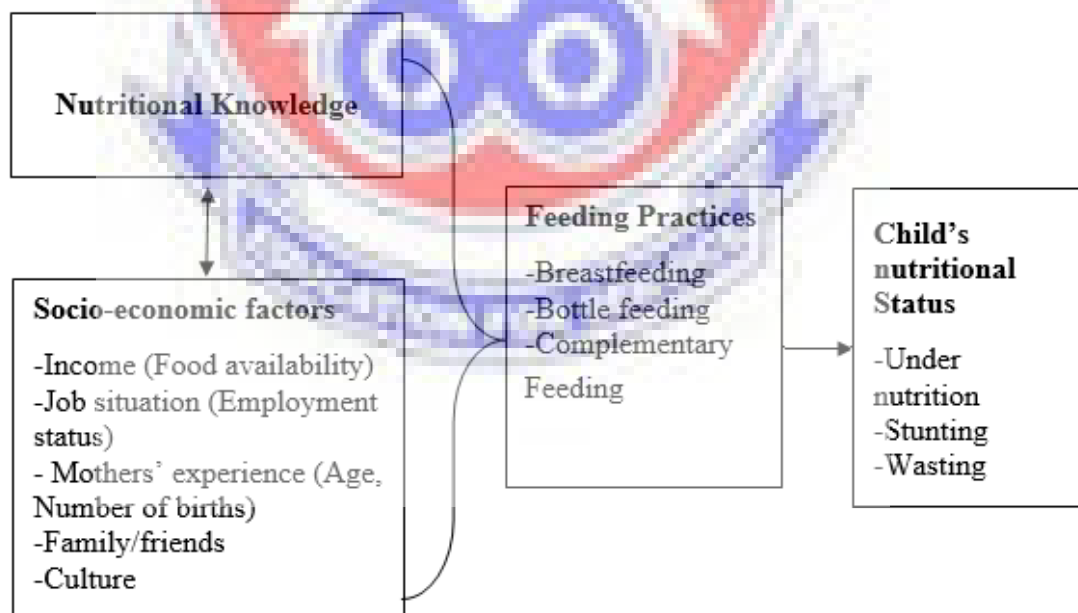 Nutritional Knowledge
Socio-economic factors
-Income (Food availability)
-Job situation (Employment
status)
- Mothers’ experience (Age,
Number of births)
-Family/friends
-Culture
Feeding Practices
-Breastfeeding
-Bottle feeding
-Complementary
Feeding
Child’s
nutritional
Status
-Under
nutrition
-Stunting
-Wasting